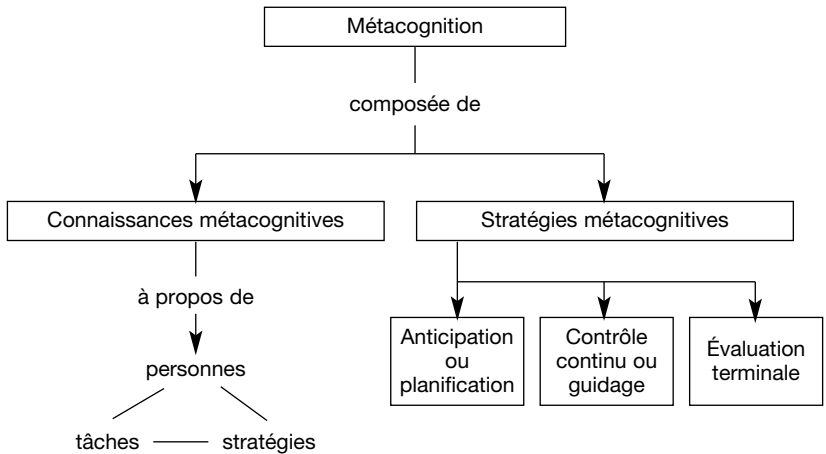 Métacognition
composée de
Connaissances métacognitives
Stratégies métacognitives
à propos de
personnes
tâches
stratégies
Anticipation
ou
planification
Contrôle
continu ou
guidage
Évaluation
terminale